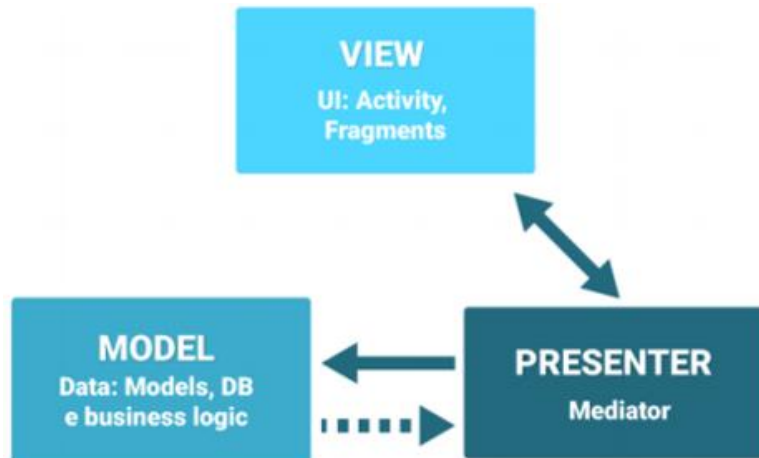 VIEW
UI: Activity,
Fragments
MODEL
Data: Models, DB
e business logic
PRESENTER
Mediator